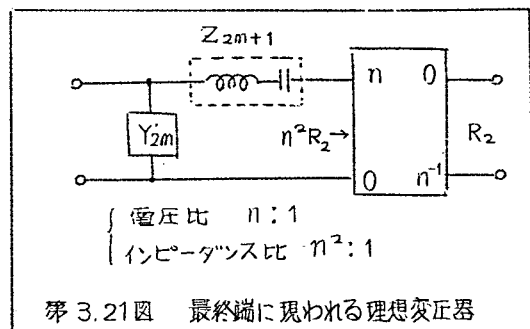 Z2m+1
n 0
Y'2m
n²R₂→
R₂
0 n⁻¹
電圧比 n:1
インピーダンス比 n²:1
第3.21図 最終端に現われる理想変圧器